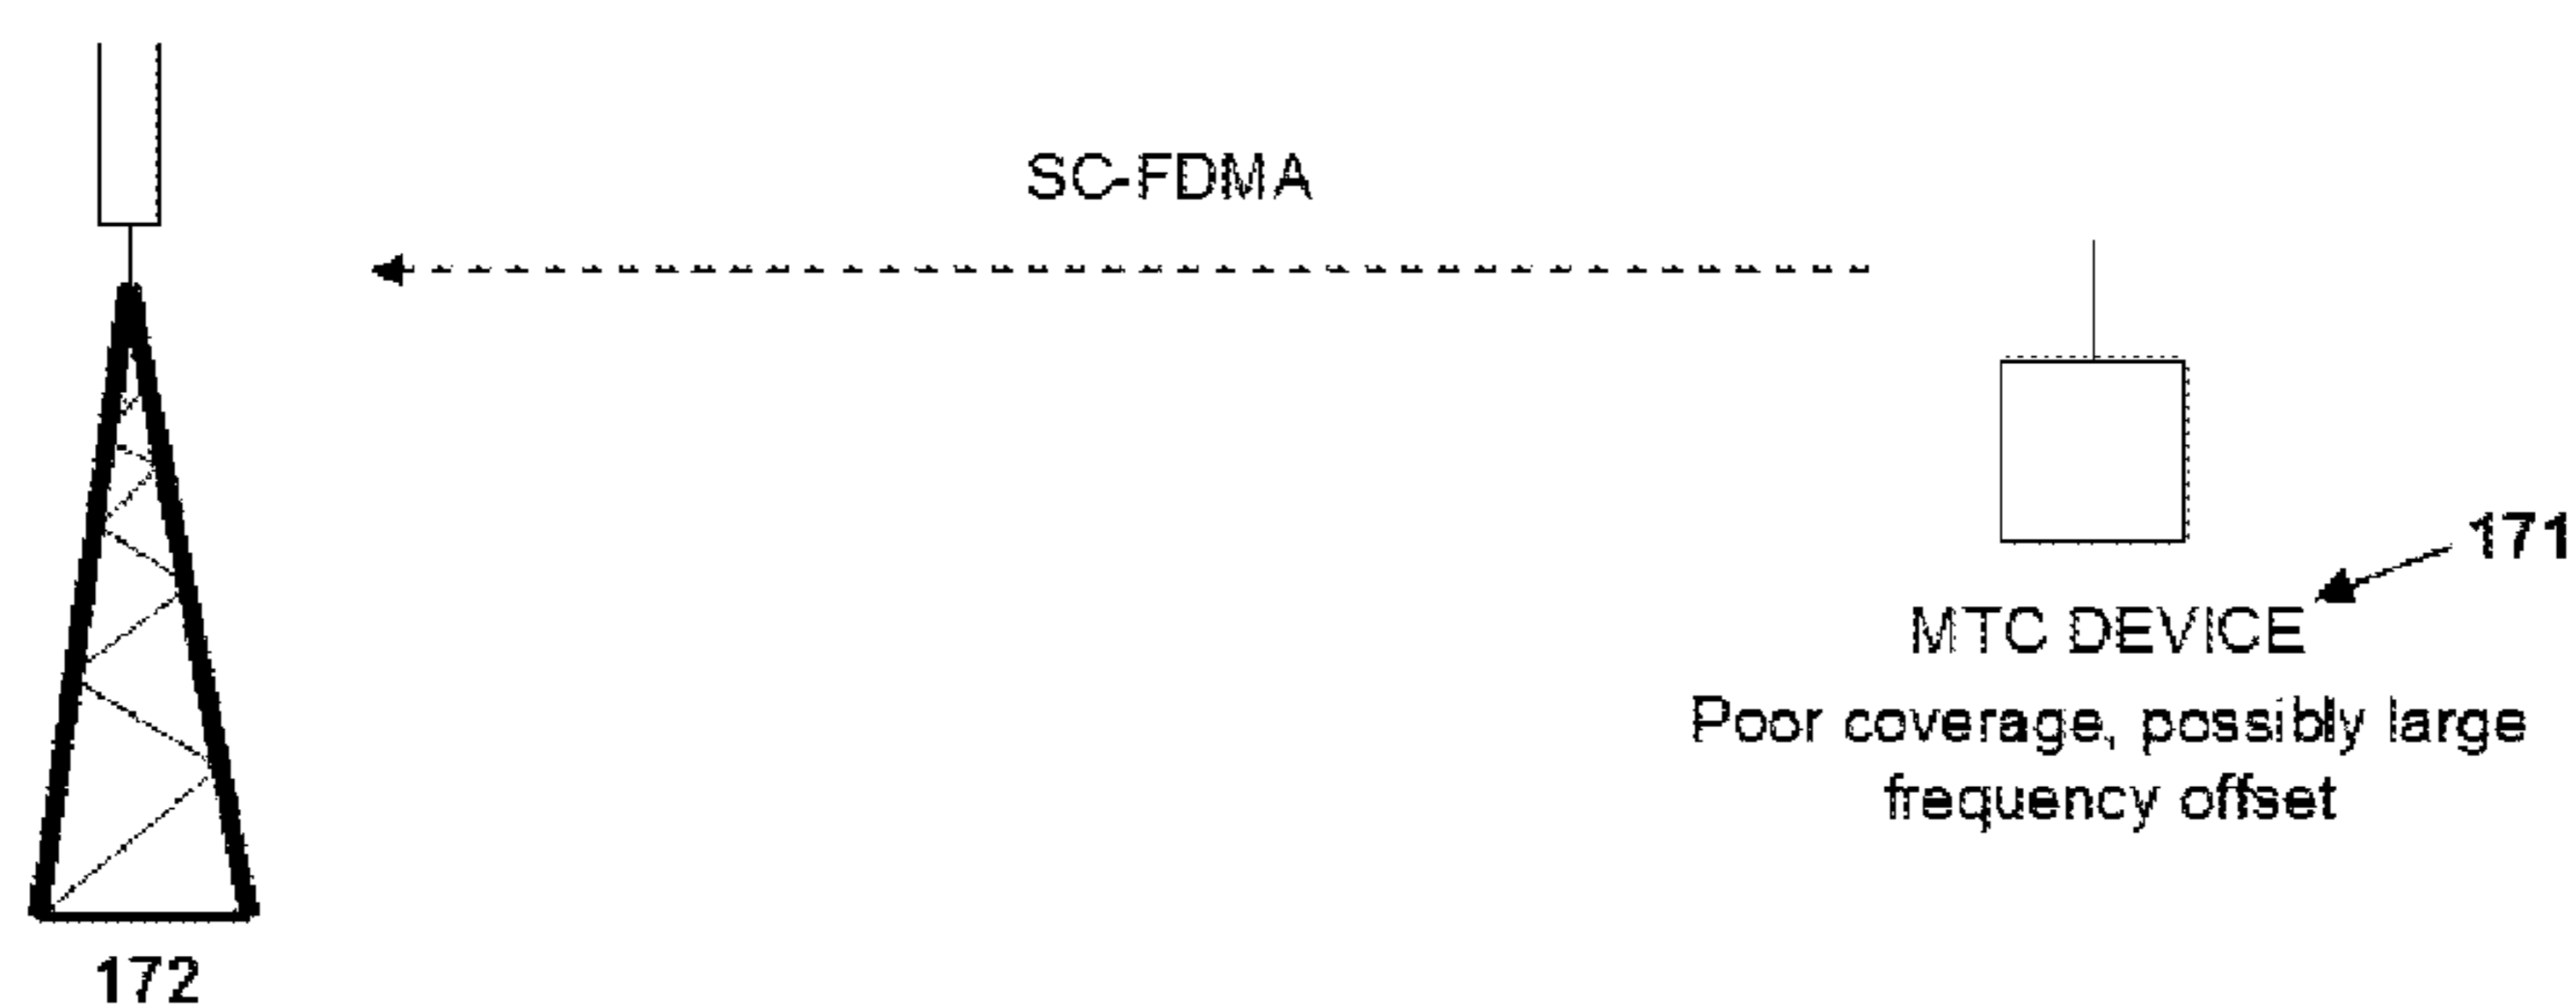 SC-FDMA
171
MTC DEVICE
Poor coverage, possibly large
frequency offset
172